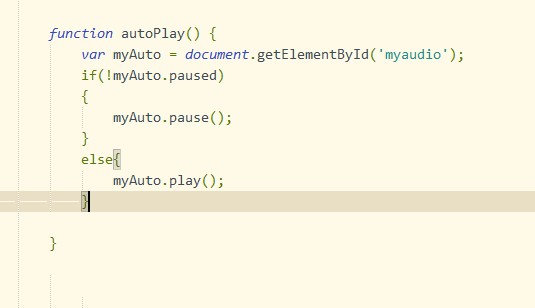 function autoPlay() {
var myAuto = document.getElementById('myaudio');
if(!myAuto.paused)
{
myAuto.pause();
}
else{
myAuto.play();
}
}